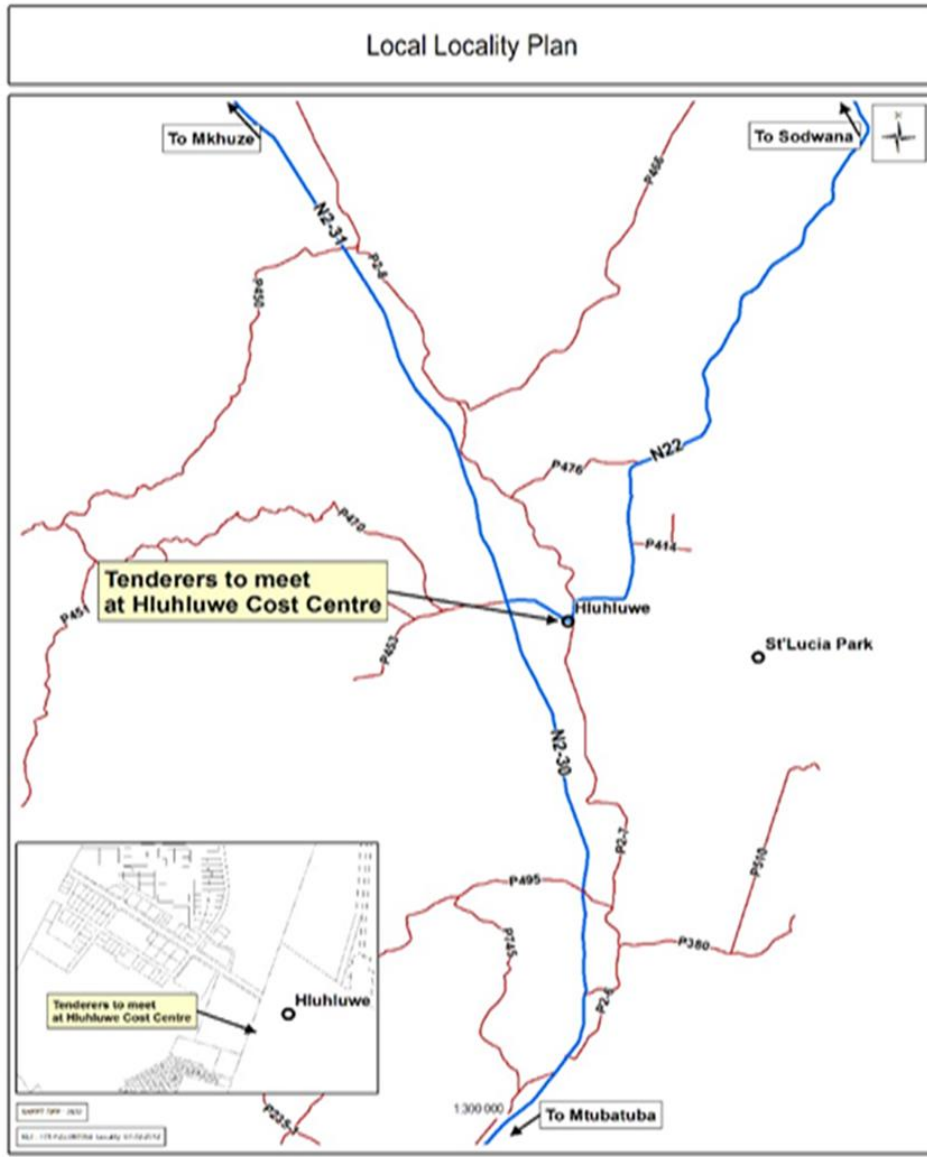 Local Locality Plan
To Mkhuze
To Sodwana
N2-31
P466
P2-8
P450
N22
P476
P470
P414
Tenderers to meet
at Hluhluwe Cost Centre
Hluhluwe
P451
P453
St'Lucia Park
N2-30
P2-7
P510
P495
P745
P380
P2-6
Hluhluwe
Tenderers to meet
at Hluhluwe Cost Centre
1:300 000
To Mtubatuba